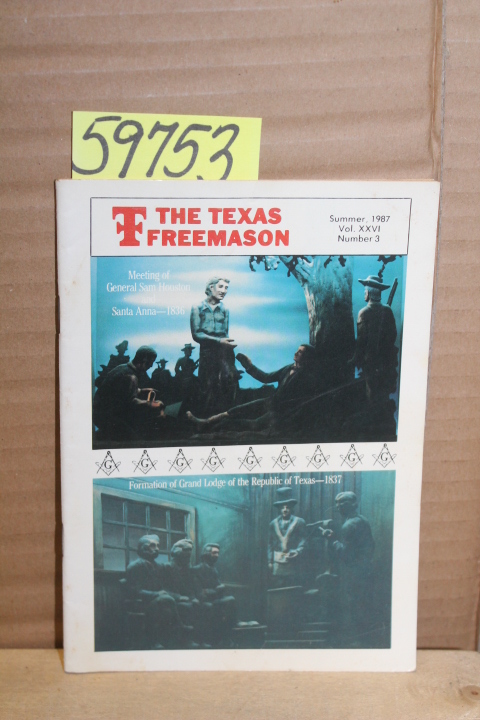 59753
THE TEXAS
FREEMASON
Summer, 1987
Vol. XXVI
Number 3
Meeting of
General Sam Houston
Santa Anna—1836
G G G G G G G G G
Formation of Grand Lodge of the Republic of Texas—1837